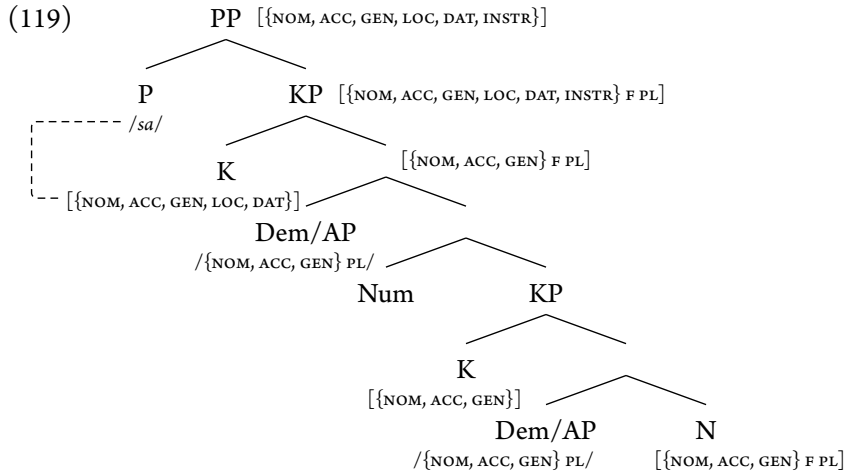 (119) PP [{NOM, ACC, GEN, LOC, DAT, INSTR}]
P KP [{NOM, ACC, GEN, LOC, DAT, INSTR} F PL]
/sa/
K [{NOM, ACC, GEN} F PL]
[{NOM, ACC, GEN, LOC, DAT}]
Dem/AP
/{NOM, ACC, GEN} PL/
Num KP
K
[{NOM, ACC, GEN}]
Dem/AP N
/{NOM, ACC, GEN} PL/ [{NOM, ACC, GEN} F PL]